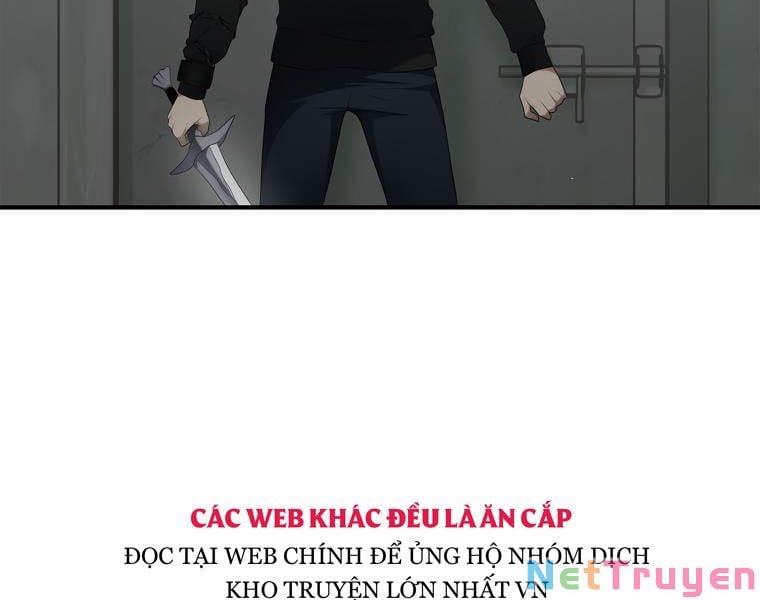 CÁC WEB KHÁC ĐỀU LÀ ĂN CẮP
ĐỌC TẠI WEB CHÍNH ĐỂ ỦNG HỘ NHÓM DỊCH
KHO TRUYỆN LỚN NHẤT VN
NetTruyen